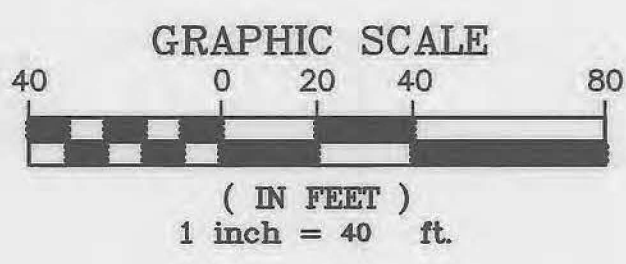 GRAPHIC SCALE
40 0 20 40 80
( IN FEET )
1 inch = 40 ft.